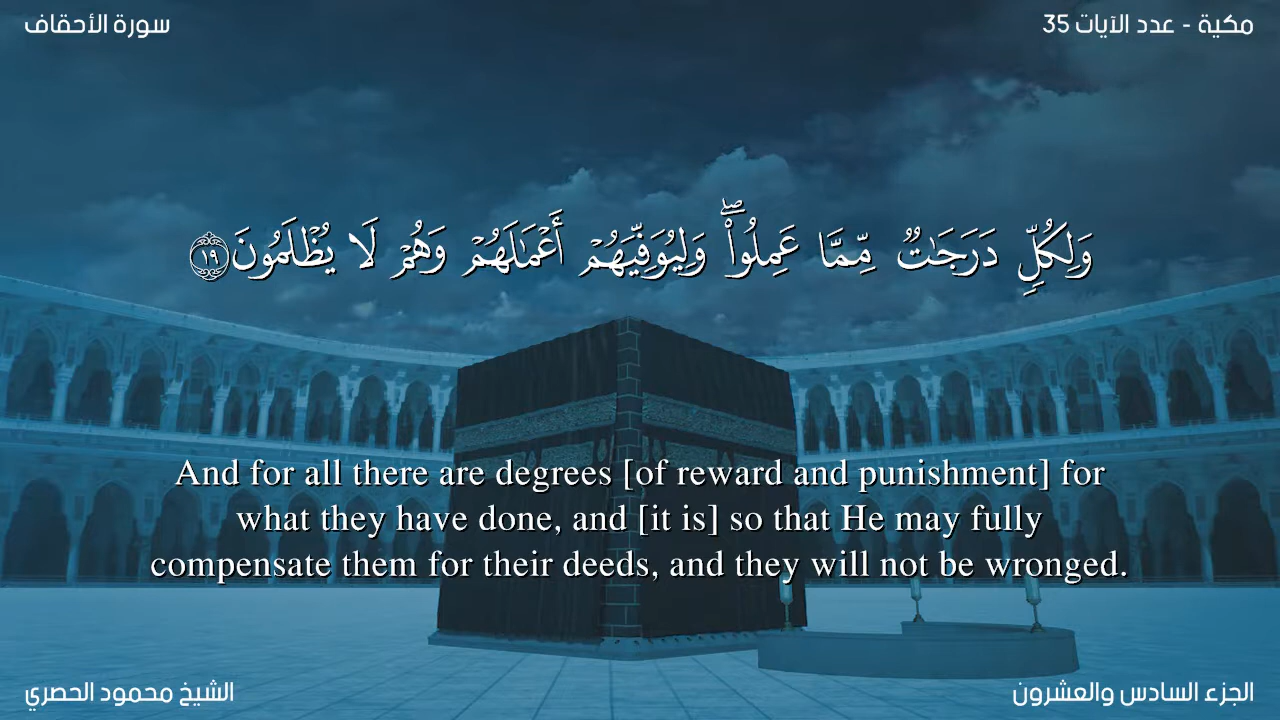 مكية - عدد الآيات 35
سورة الأحقاف
وَلِكُلٍّ دَرَجَٰتٌ مِّمَّا عَمِلُوا۟ ۖ وَلِيُوَفِّيَهُمْ أَعْمَٰلَهُمْ وَهُمْ لَا يُظْلَمُونَ ١٩
And for all there are degrees [of reward and punishment] for
what they have done, and [it is] so that He may fully
compensate them for their deeds, and they will not be wronged.
الجزء السادس والعشرون
الشيخ محمود الحصري